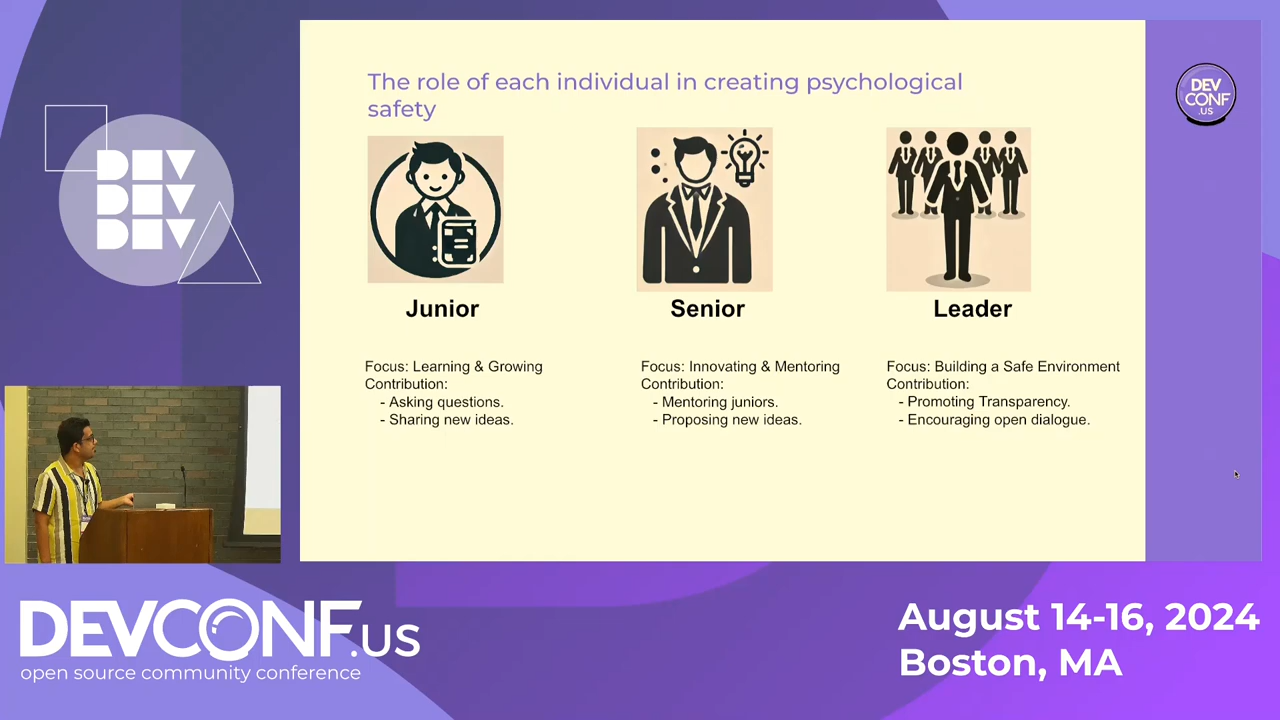 DEV
DEV
DEV
The role of each individual in creating psychological
safety
DEV
CONF
.US
Junior
Senior
Leader
Focus: Learning & Growing
Contribution:
- Asking questions.
- Sharing new ideas.
Focus: Innovating & Mentoring
Contribution:
- Mentoring juniors.
- Proposing new ideas.
Focus: Building a Safe Environment
Contribution:
- Promoting Transparency.
- Encouraging open dialogue.
DEVCONF.US
open source community conference
August 14-16, 2024
Boston, MA